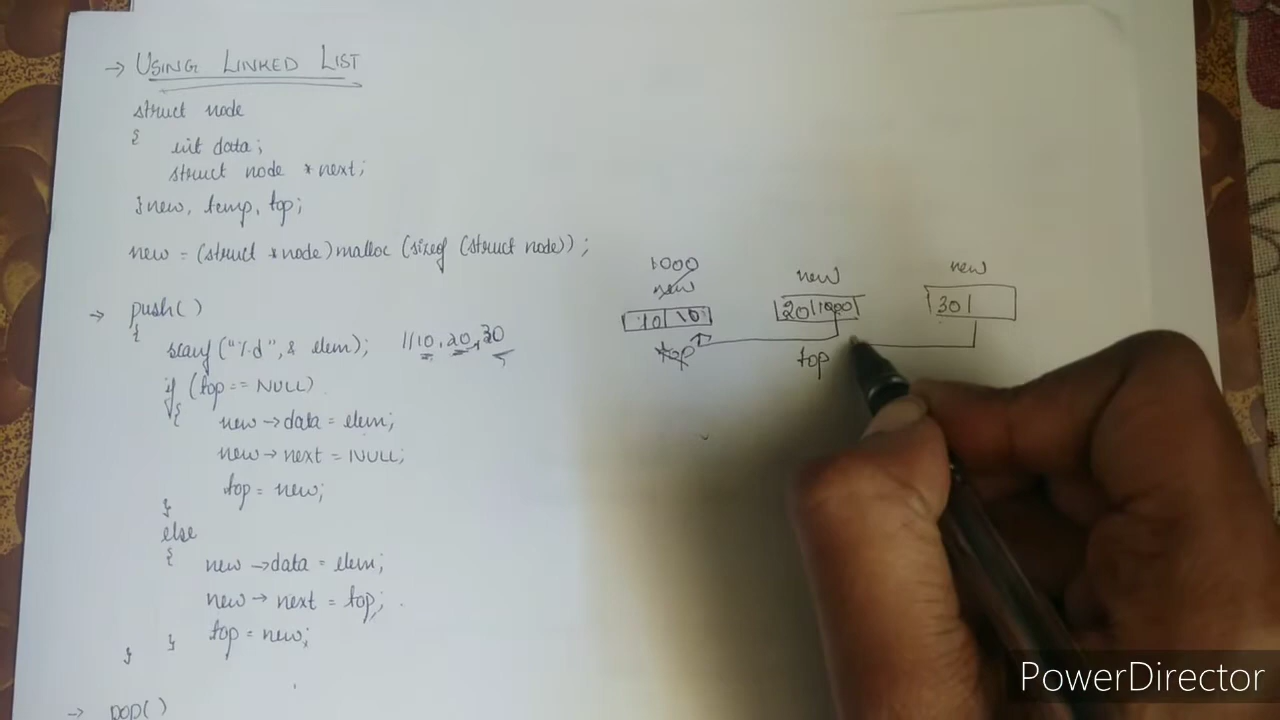 → USING LINKED LIST
struct node
{
int data;
struct node *next;
}new, temp, top;
new = (struct *node)malloc (sizeof (struct node));
→ push()
{
scanf("%d",& elem); //10,20,30
if (top == NULL)
{
new→data = elem;
new→next = NULL;
top = new;
}
else
{
new→data = elem;
new→next = top;
top = new;
}
}
→ pop()
1000
new
10 | 10
top
new
20|1000
top
new
30|
PowerDirector